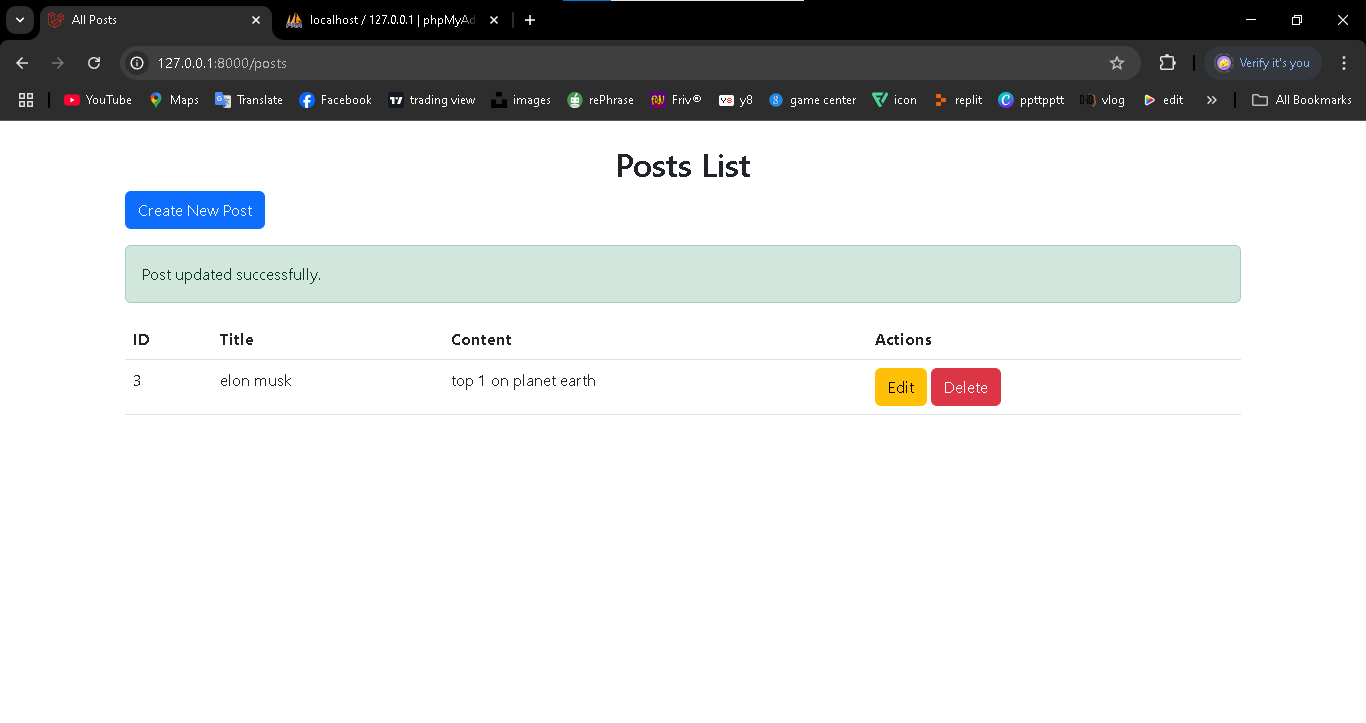 All Posts
localhost / 127.0.0.1 | phpMyAd
127.0.0.1:8000/posts
Verify it's you
YouTube Maps Translate Facebook trading view images rePhrase Friv® y8 game center icon replit ppttpptt vlog edit All Bookmarks
Posts List
Create New Post
Post updated successfully.
ID Title Content Actions
3 elon musk top 1 on planet earth Edit Delete